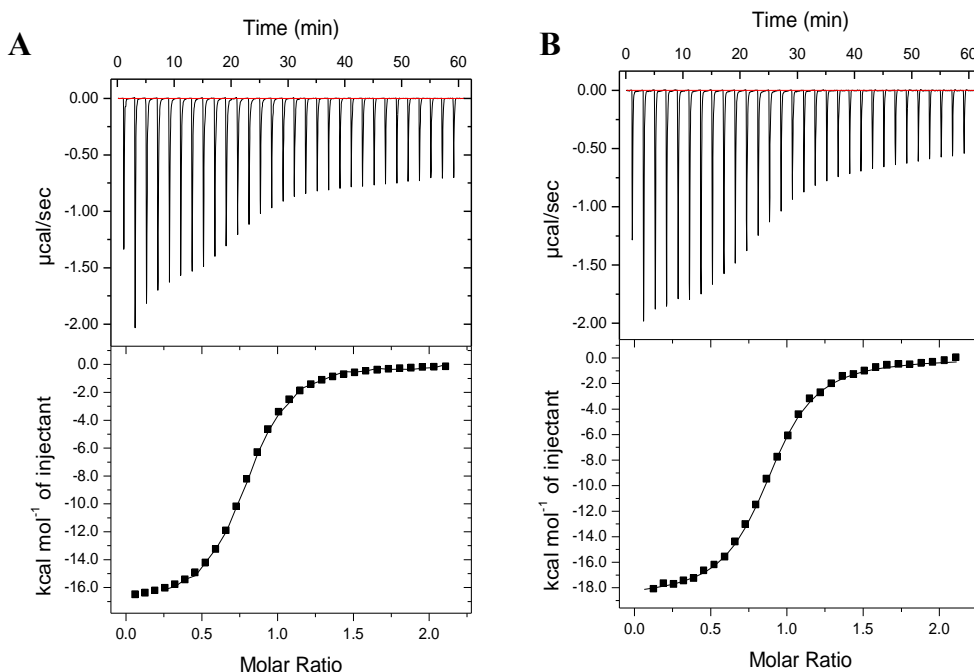 A
Time (min)
0 10 20 30 40 50 60
0.00
-0.50
-1.00
-1.50
-2.00
µcal/sec
0.0
-2.0
-4.0
-6.0
-8.0
-10.0
-12.0
-14.0
-16.0
kcal mol⁻¹ of injectant
0.0 0.5 1.0 1.5 2.0
Molar Ratio
B
Time (min)
0 10 20 30 40 50 60
0.00
-0.50
-1.00
-1.50
-2.00
µcal/sec
0.0
-2.0
-4.0
-6.0
-8.0
-10.0
-12.0
-14.0
-16.0
-18.0
kcal mol⁻¹ of injectant
0.0 0.5 1.0 1.5 2.0
Molar Ratio